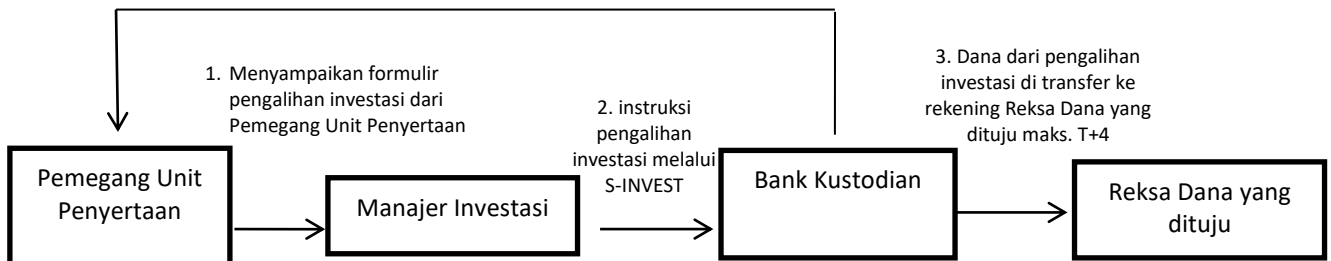 1. Menyampaikan formulir
pengalihan investasi dari
Pemegang Unit Penyertaan
2. instruksi
pengalihan
investasi melalui
S-INVEST
3. Dana dari pengalihan
investasi di transfer ke
rekening Reksa Dana yang
dituju maks. T+4
Pemegang Unit
Penyertaan
Manajer Investasi
Bank Kustodian
Reksa Dana yang
dituju